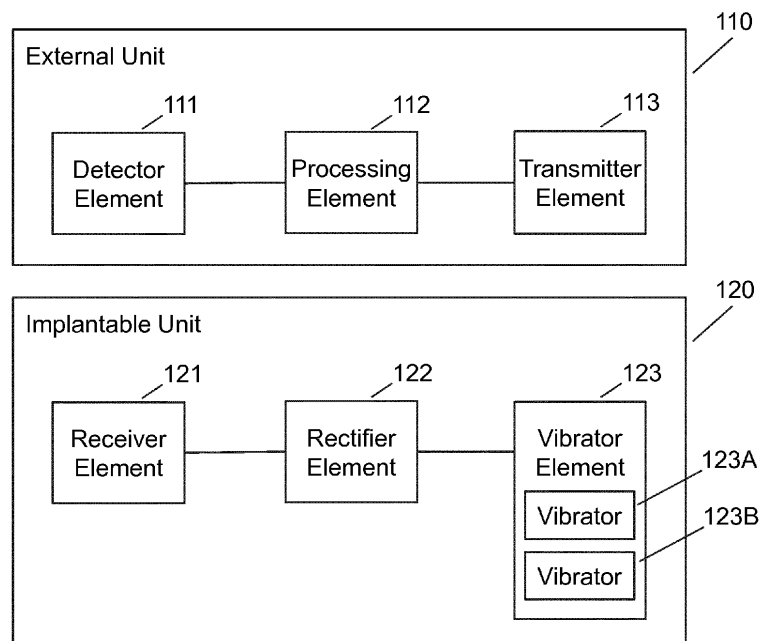 110
External Unit
111
112
113
Detector
Element
Processing
Element
Transmitter
Element
120
Implantable Unit
121
122
123
Receiver
Element
Rectifier
Element
Vibrator
Element
123A
Vibrator
123B
Vibrator